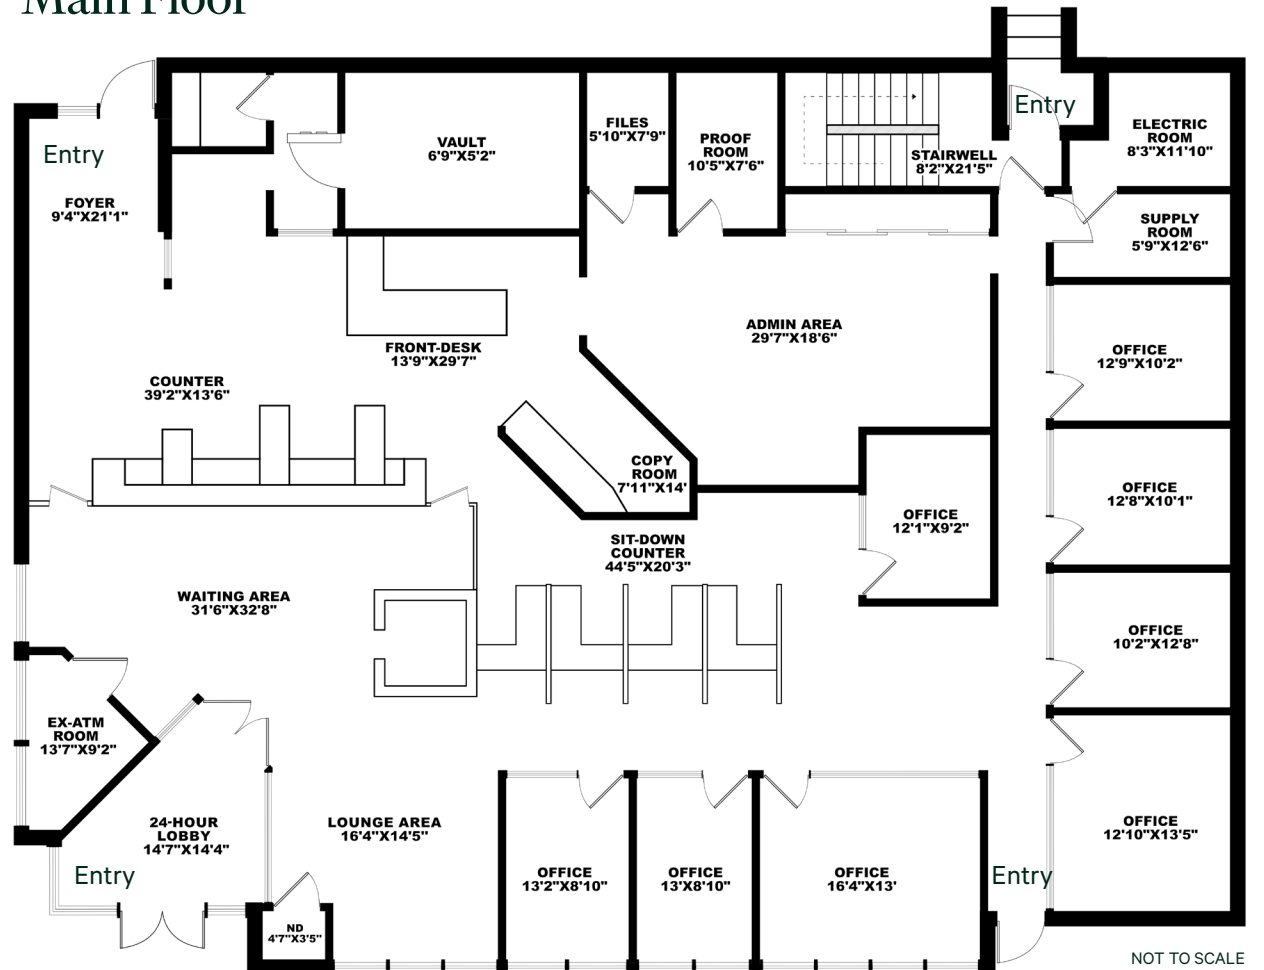 Main Floor
Entry
FOYER
9'4"X21'1"
VAULT
6'9"X5'2"
FILES
5'10"X7'9"
PROOF
ROOM
10'5"X7'6"
STAIRWELL
8'2"X21'5"
Entry
ELECTRIC
ROOM
8'3"X11'10"
SUPPLY
ROOM
5'9"X12'6"
COUNTER
39'2"X13'6"
FRONT-DESK
13'9"X29'7"
ADMIN AREA
29'7"X18'6"
OFFICE
12'9"X10'2"
COPY
ROOM
7'11"X14'
OFFICE
12'1"X9'2"
OFFICE
12'8"X10'1"
SIT-DOWN
COUNTER
44'5"X20'3"
WAITING AREA
31'6"X32'8"
OFFICE
10'2"X12'8"
EX-ATM
ROOM
13'7"X9'2"
24-HOUR
LOBBY
14'7"X14'4"
Entry
LOUNGE AREA
16'4"X14'5"
ND
4'7"X3'5"
OFFICE
13'2"X8'10"
OFFICE
13'X8'10"
OFFICE
16'4"X13'
Entry
OFFICE
12'10"X13'5"
NOT TO SCALE